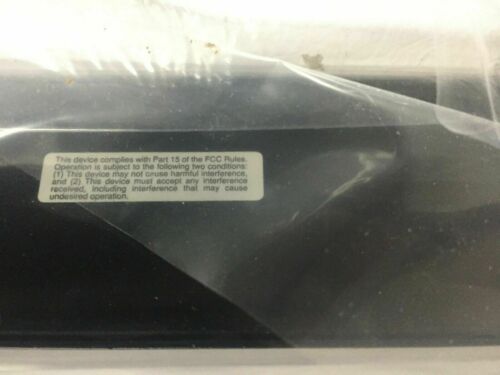 This device complies with Part 15 of the FCC Rules.
Operation is subject to the following two conditions:
(1) This device may not cruse harmful interference,
and (2) This device must accept any interference
received, including interference that may cause
undesired operation.